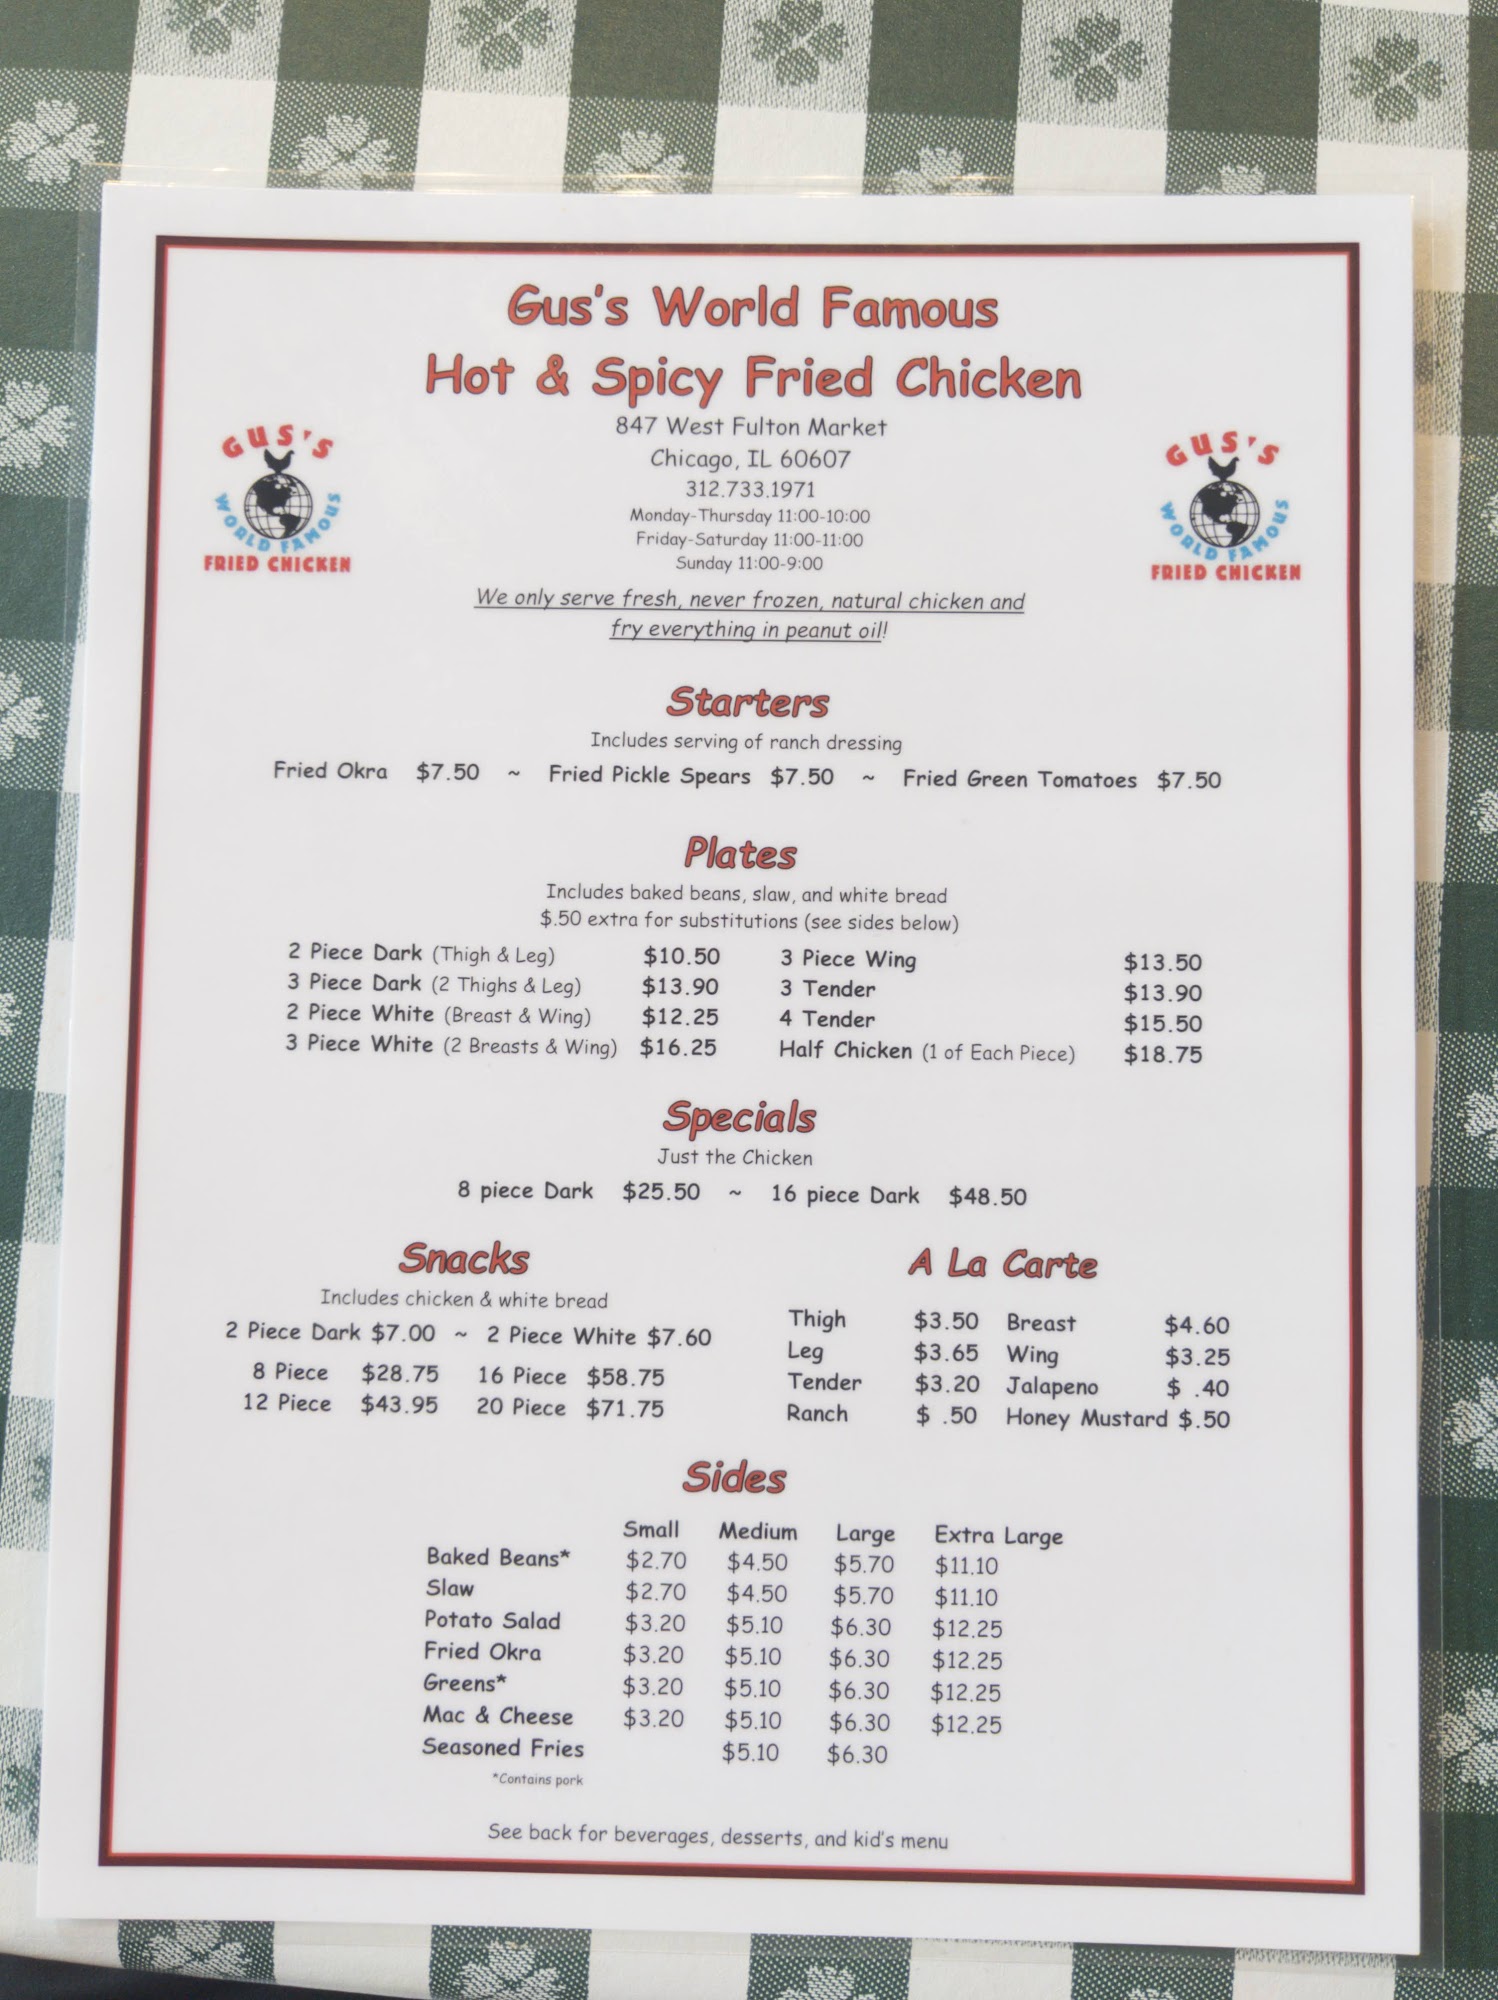 Gus's World Famous
Hot & Spicy Fried Chicken
847 West Fulton Market
Chicago, IL 60607
312.733.1971
Monday-Thursday 11:00-10:00
Friday-Saturday 11:00-11:00
Sunday 11:00-9:00
GUS'S
WORLD FAMOUS
FRIED CHICKEN
GUS'S
WORLD FAMOUS
FRIED CHICKEN
We only serve fresh, never frozen, natural chicken and
fry everything in peanut oil!
Starters
Includes serving of ranch dressing
Fried Okra $7.50 ~ Fried Pickle Spears $7.50 ~ Fried Green Tomatoes $7.50
Plates
Includes baked beans, slaw, and white bread
$.50 extra for substitutions (see sides below)
2 Piece Dark (Thigh & Leg) $10.50 3 Piece Wing $13.50
3 Piece Dark (2 Thighs & Leg) $13.90 3 Tender $13.90
2 Piece White (Breast & Wing) $12.25 4 Tender $15.50
3 Piece White (2 Breasts & Wing) $16.25 Half Chicken (1 of Each Piece) $18.75
Specials
Just the Chicken
8 piece Dark $25.50 ~ 16 piece Dark $48.50
Snacks
Includes chicken & white bread
2 Piece Dark $7.00 ~ 2 Piece White $7.60
8 Piece $28.75 16 Piece $58.75
12 Piece $43.95 20 Piece $71.75
A La Carte
Thigh $3.50 Breast $4.60
Leg $3.65 Wing $3.25
Tender $3.20 Jalapeno $ .40
Ranch $ .50 Honey Mustard $.50
Sides
Small Medium Large Extra Large
Baked Beans* $2.70 $4.50 $5.70 $11.10
Slaw $2.70 $4.50 $5.70 $11.10
Potato Salad $3.20 $5.10 $6.30 $12.25
Fried Okra $3.20 $5.10 $6.30 $12.25
Greens* $3.20 $5.10 $6.30 $12.25
Mac & Cheese $3.20 $5.10 $6.30 $12.25
Seasoned Fries $5.10 $6.30
*Contains pork
See back for beverages, desserts, and kid's menu